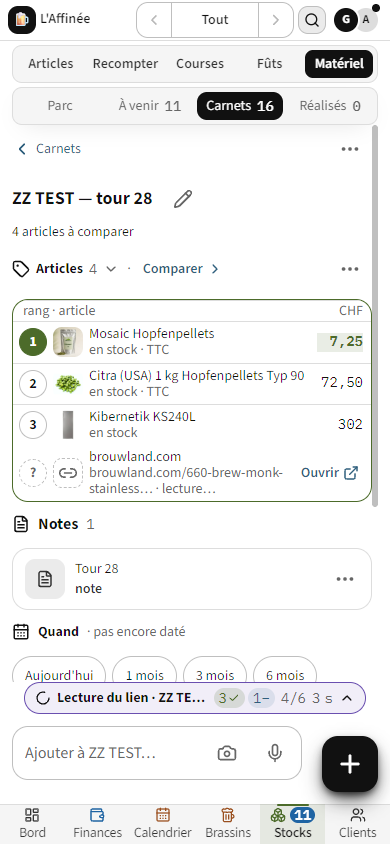 L'Affinée
Tout
G
A
Articles Recompter Courses Fûts Matériel
Parc À venir 11 Carnets 16 Réalisés 0
Carnets
ZZ TEST — tour 28
4 articles à comparer
Articles 4 · Comparer
rang · article CHF
1 Mosaic Hopfenpellets 7,25
en stock · TTC
2 Citra (USA) 1 kg Hopfenpellets Typ 90 72,50
en stock · TTC
3 Kibernetik KS240L 302
en stock
? brouwland.com
brouwland.com/660-brew-monk-
stainless… · lecture…
Ouvrir
Notes 1
Tour 28
note
Quand · pas encore daté
Aujourd'hui 1 mois 3 mois 6 mois
Lecture du lien · ZZ TE… 3✓ 1– 4/6 3 s
Ajouter à ZZ TEST…
Bord Finances Calendrier Brassins Stocks 11 Clients